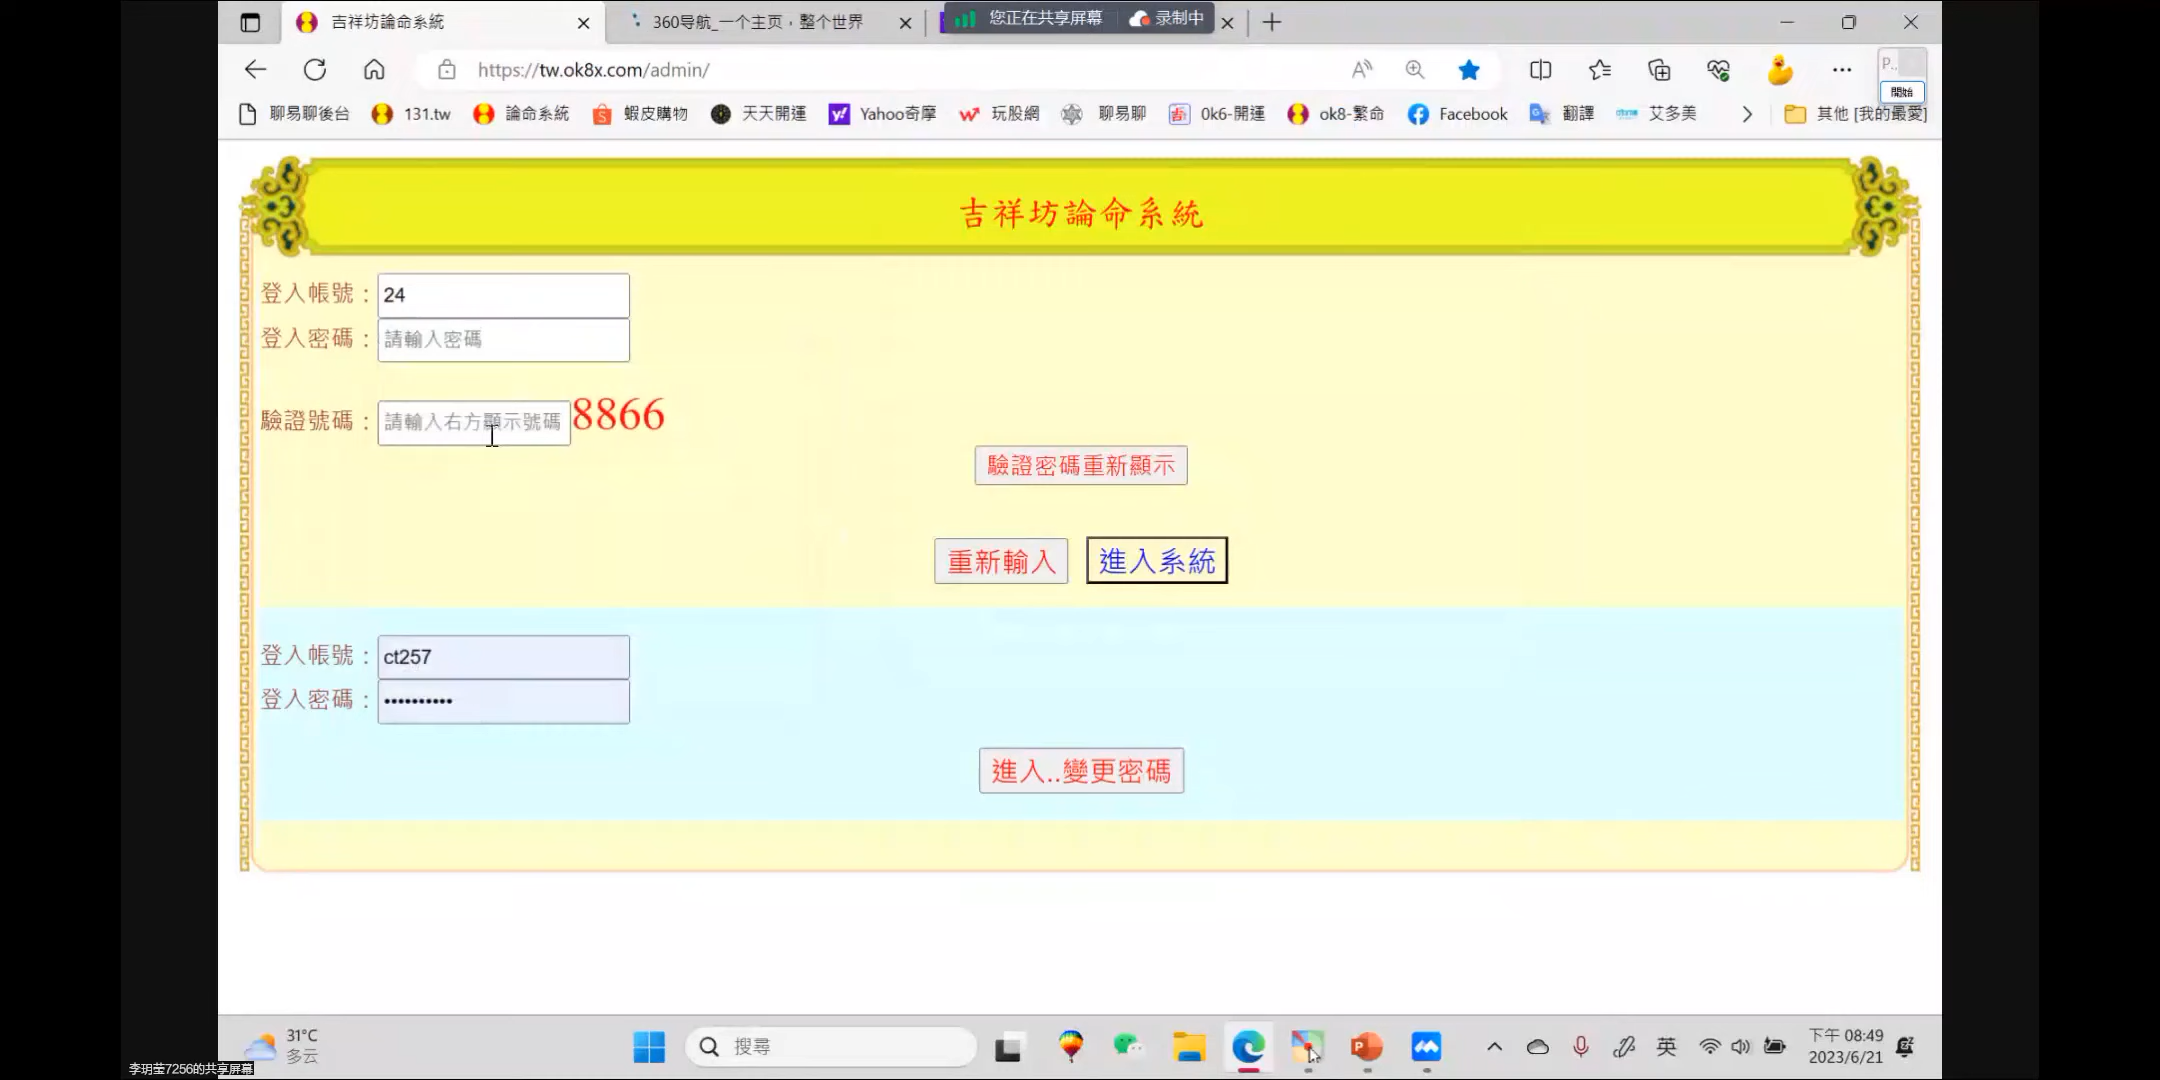 吉祥坊論命系統
360导航_一个主页，整个世界
您正在共享屏幕
录制中
https://tw.ok8x.com/admin/
P..
開始
聊易聊後台
131.tw
論命系統
蝦皮購物
天天開運
Yahoo奇摩
玩股網
聊易聊
0k6-開運
ok8-繁命
Facebook
翻譯
艾多美
其他 [我的最愛]
吉祥坊論命系統
登入帳號：24
登入密碼：請輸入密碼
驗證號碼：請輸入右方顯示號碼 8866
驗證密碼重新顯示
重新輸入 進入系統
登入帳號：ct257
登入密碼：••••••••••
進入..變更密碼
31°C
多云
搜尋
英
下午 08:49
2023/6/21
李玥莹7256的共享屏幕